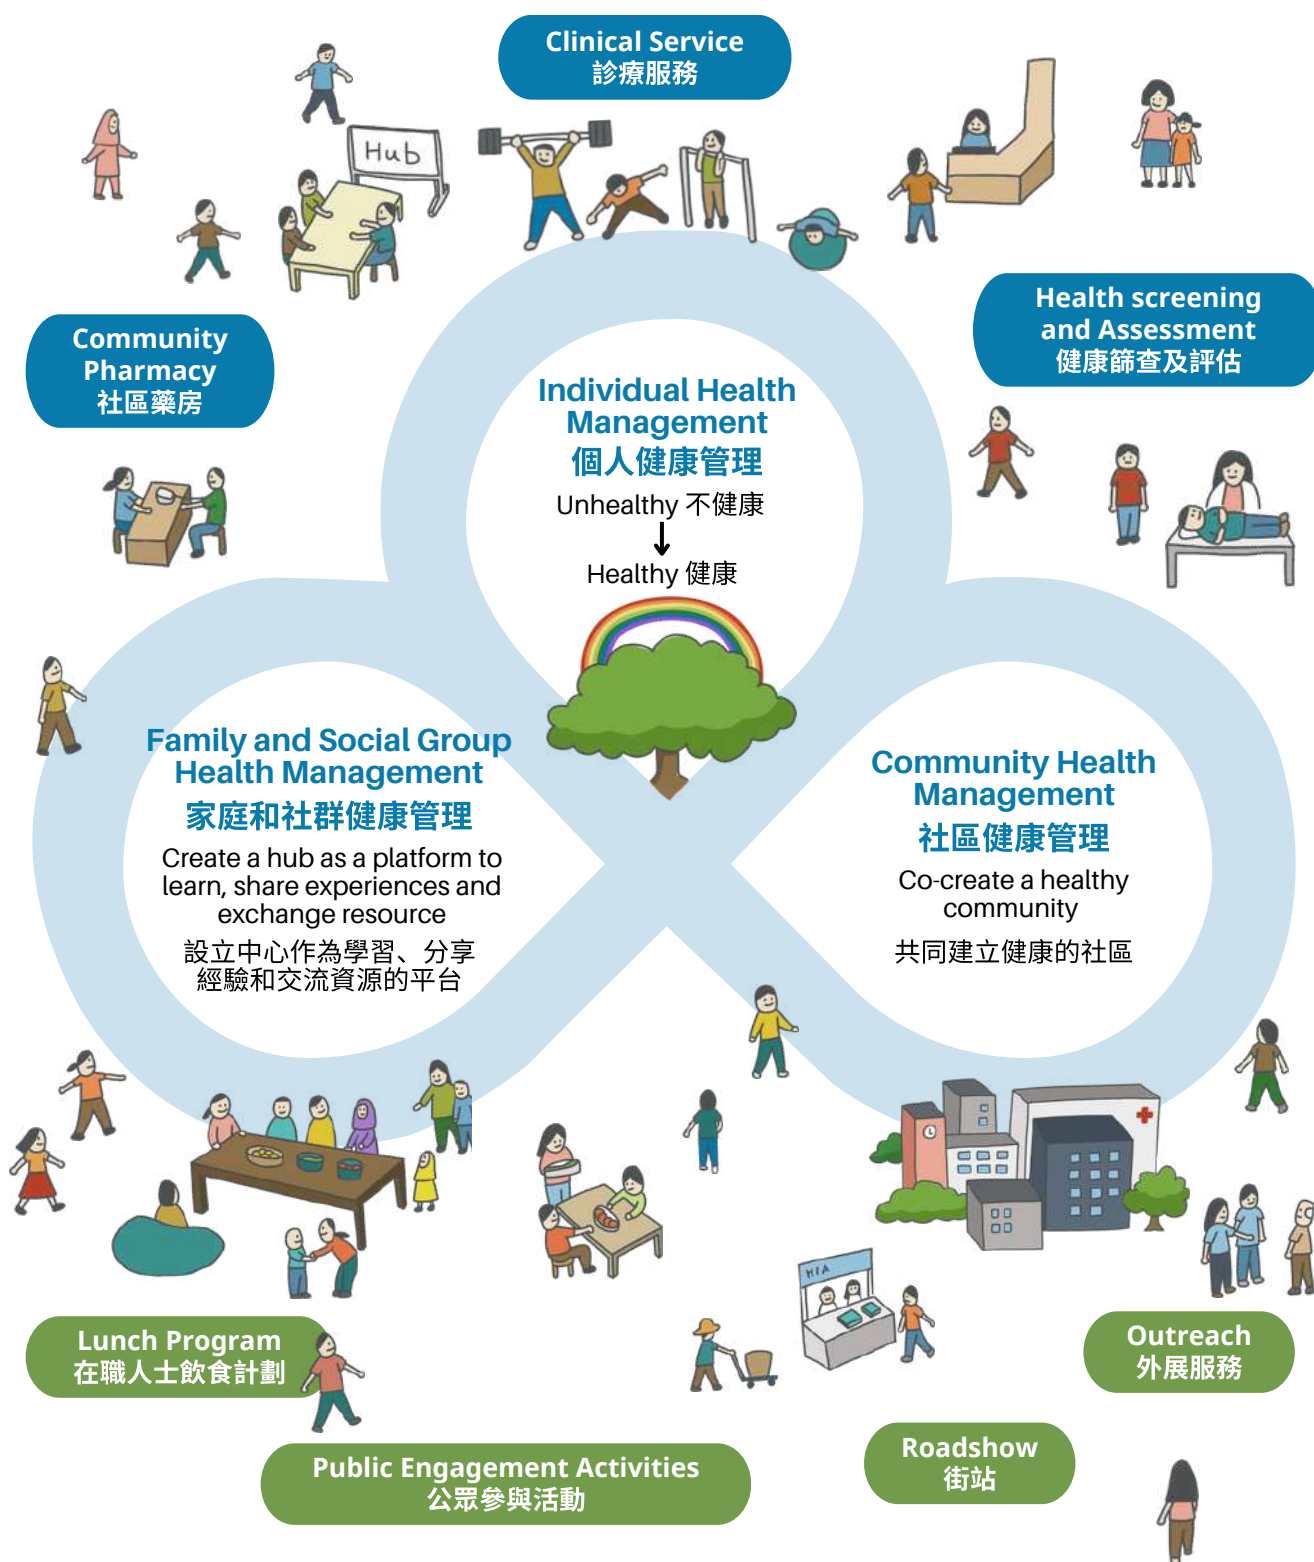 Clinical Service
診療服務
Hub
Community
Pharmacy
社區藥房
Health screening
and Assessment
健康篩查及評估
Individual Health
Management
個人健康管理
Unhealthy 不健康
Healthy 健康
Family and Social Group
Health Management
家庭和社群健康管理
Create a hub as a platform to
learn, share experiences and
exchange resource
設立中心作為學習、分享
經驗和交流資源的平台
Community Health
Management
社區健康管理
Co-create a healthy
community
共同建立健康的社區
HIA
Lunch Program
在職人士飲食計劃
Outreach
外展服務
Public Engagement Activities
公眾參與活動
Roadshow
街站